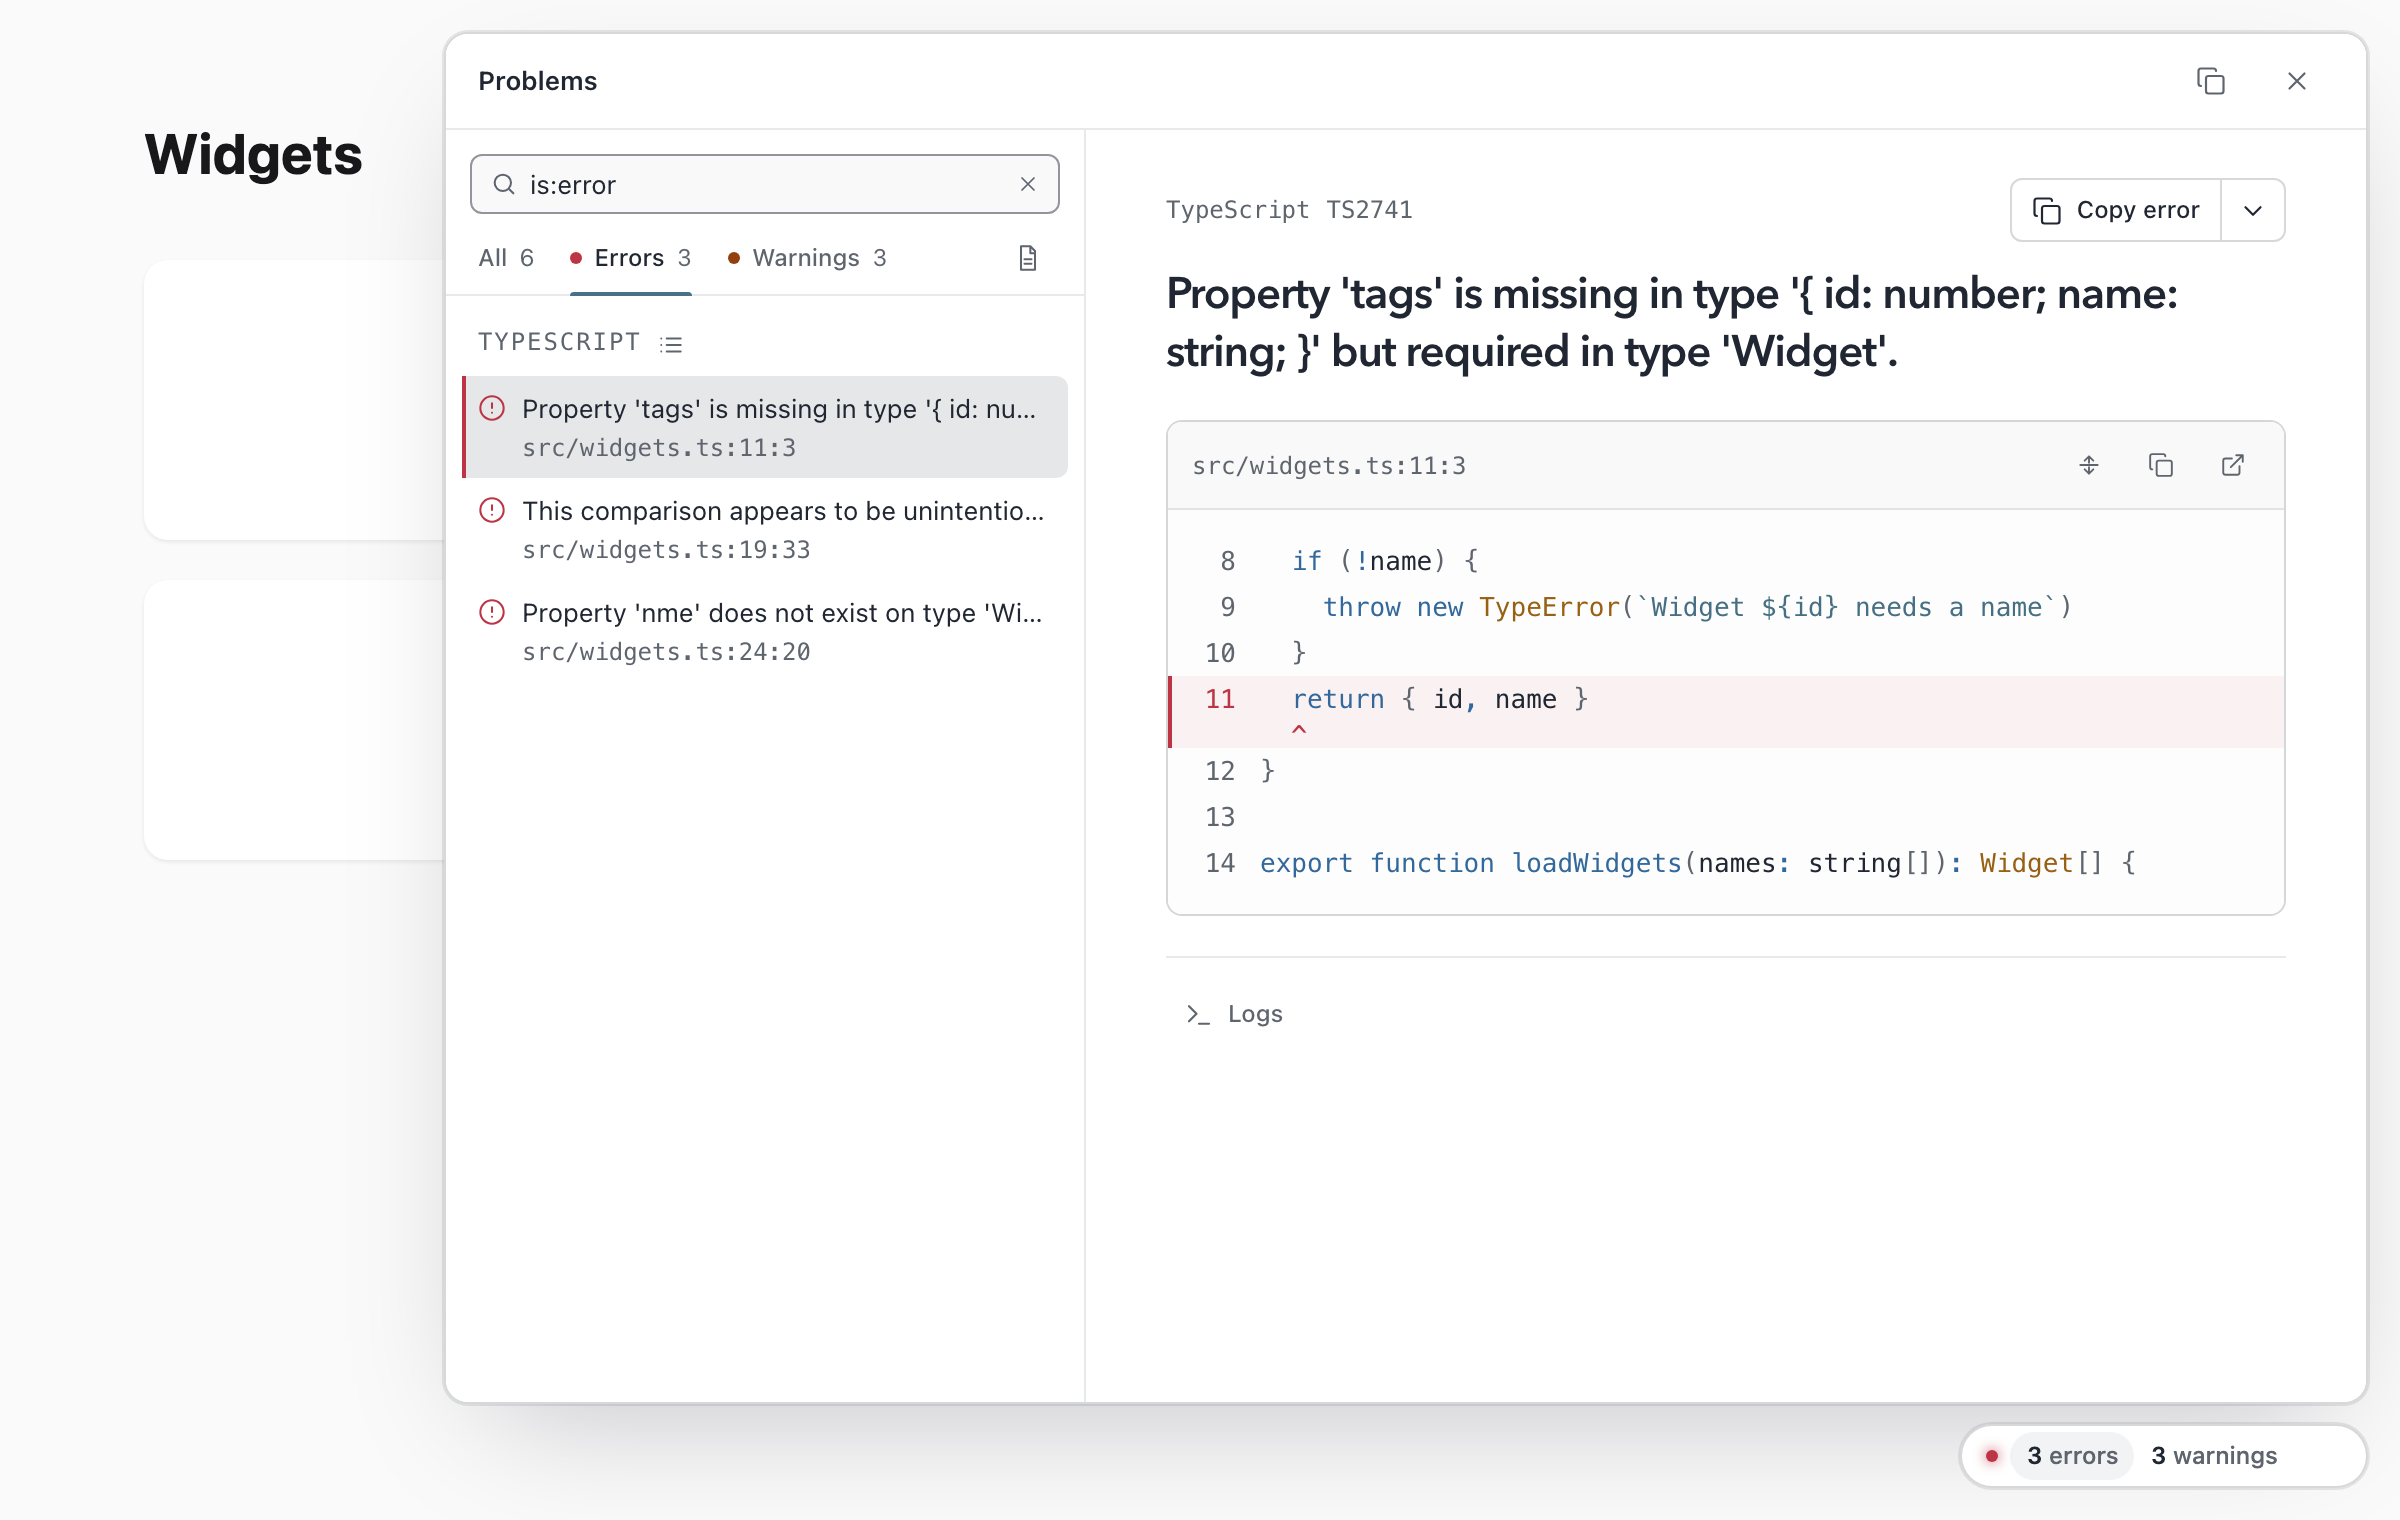 Widgets
Problems
is:error
All 6
Errors 3
Warnings 3
TYPESCRIPT
Property 'tags' is missing in type '{ id: nu...
src/widgets.ts:11:3
This comparison appears to be unintentio...
src/widgets.ts:19:33
Property 'nme' does not exist on type 'Wi...
src/widgets.ts:24:20
TypeScript TS2741
Copy error
Property 'tags' is missing in type '{ id: number; name:
string; }' but required in type 'Widget'.
src/widgets.ts:11:3
8   if (!name) {
9     throw new TypeError(`Widget ${id} needs a name`)
10   }
11   return { id, name }
^
12 }
13
14 export function loadWidgets(names: string[]): Widget[] {
Logs
3 errors
3 warnings